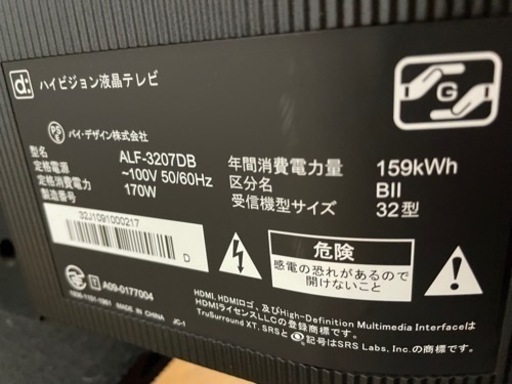 d: ハイビジョン液晶テレビ
G
PSE バイ・デザイン株式会社
型名 ALF-3207DB
定格電源 ~100V 50/60Hz
定格消費電力 170W
製造番号
年間消費電力量 159kWh
区分名 BII
受信機型サイズ 32型
32J1091000217
D
危険
感電の恐れがあるので
開けないこと
T A09-0177004
MADE IN CHINA JC-1
HDMI, HDMIロゴ、及びHigh-Definition Multimedia Interfaceは
HDMIライセンスLLCの登録商標です。
TruSurround XT, SRSと記号はSRS Labs, Inc.の商標です。